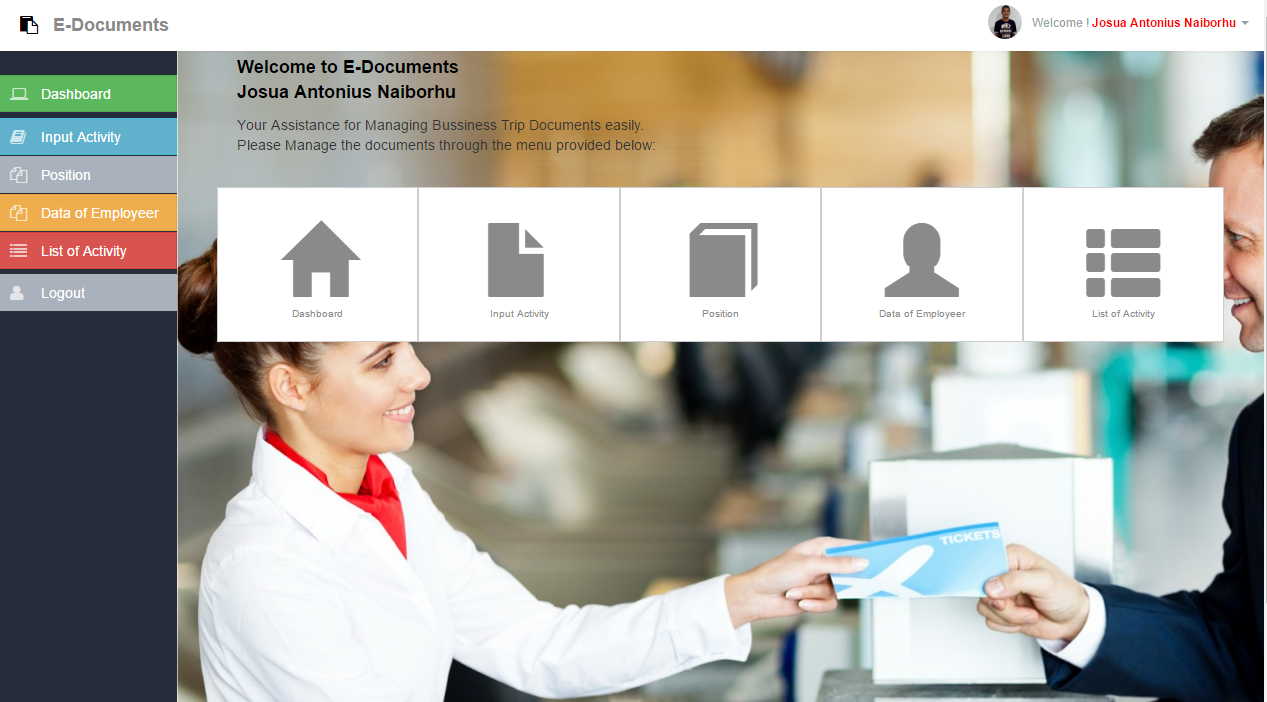 E-Documents
Welcome ! Josua Antonius Naiborhu
Dashboard
Input Activity
Position
Data of Employeer
List of Activity
Logout
Welcome to E-Documents
Josua Antonius Naiborhu
Your Assistance for Managing Bussiness Trip Documents easily.
Please Manage the documents through the menu provided below:
Dashboard
Input Activity
Position
Data of Employeer
List of Activity
TICKETS